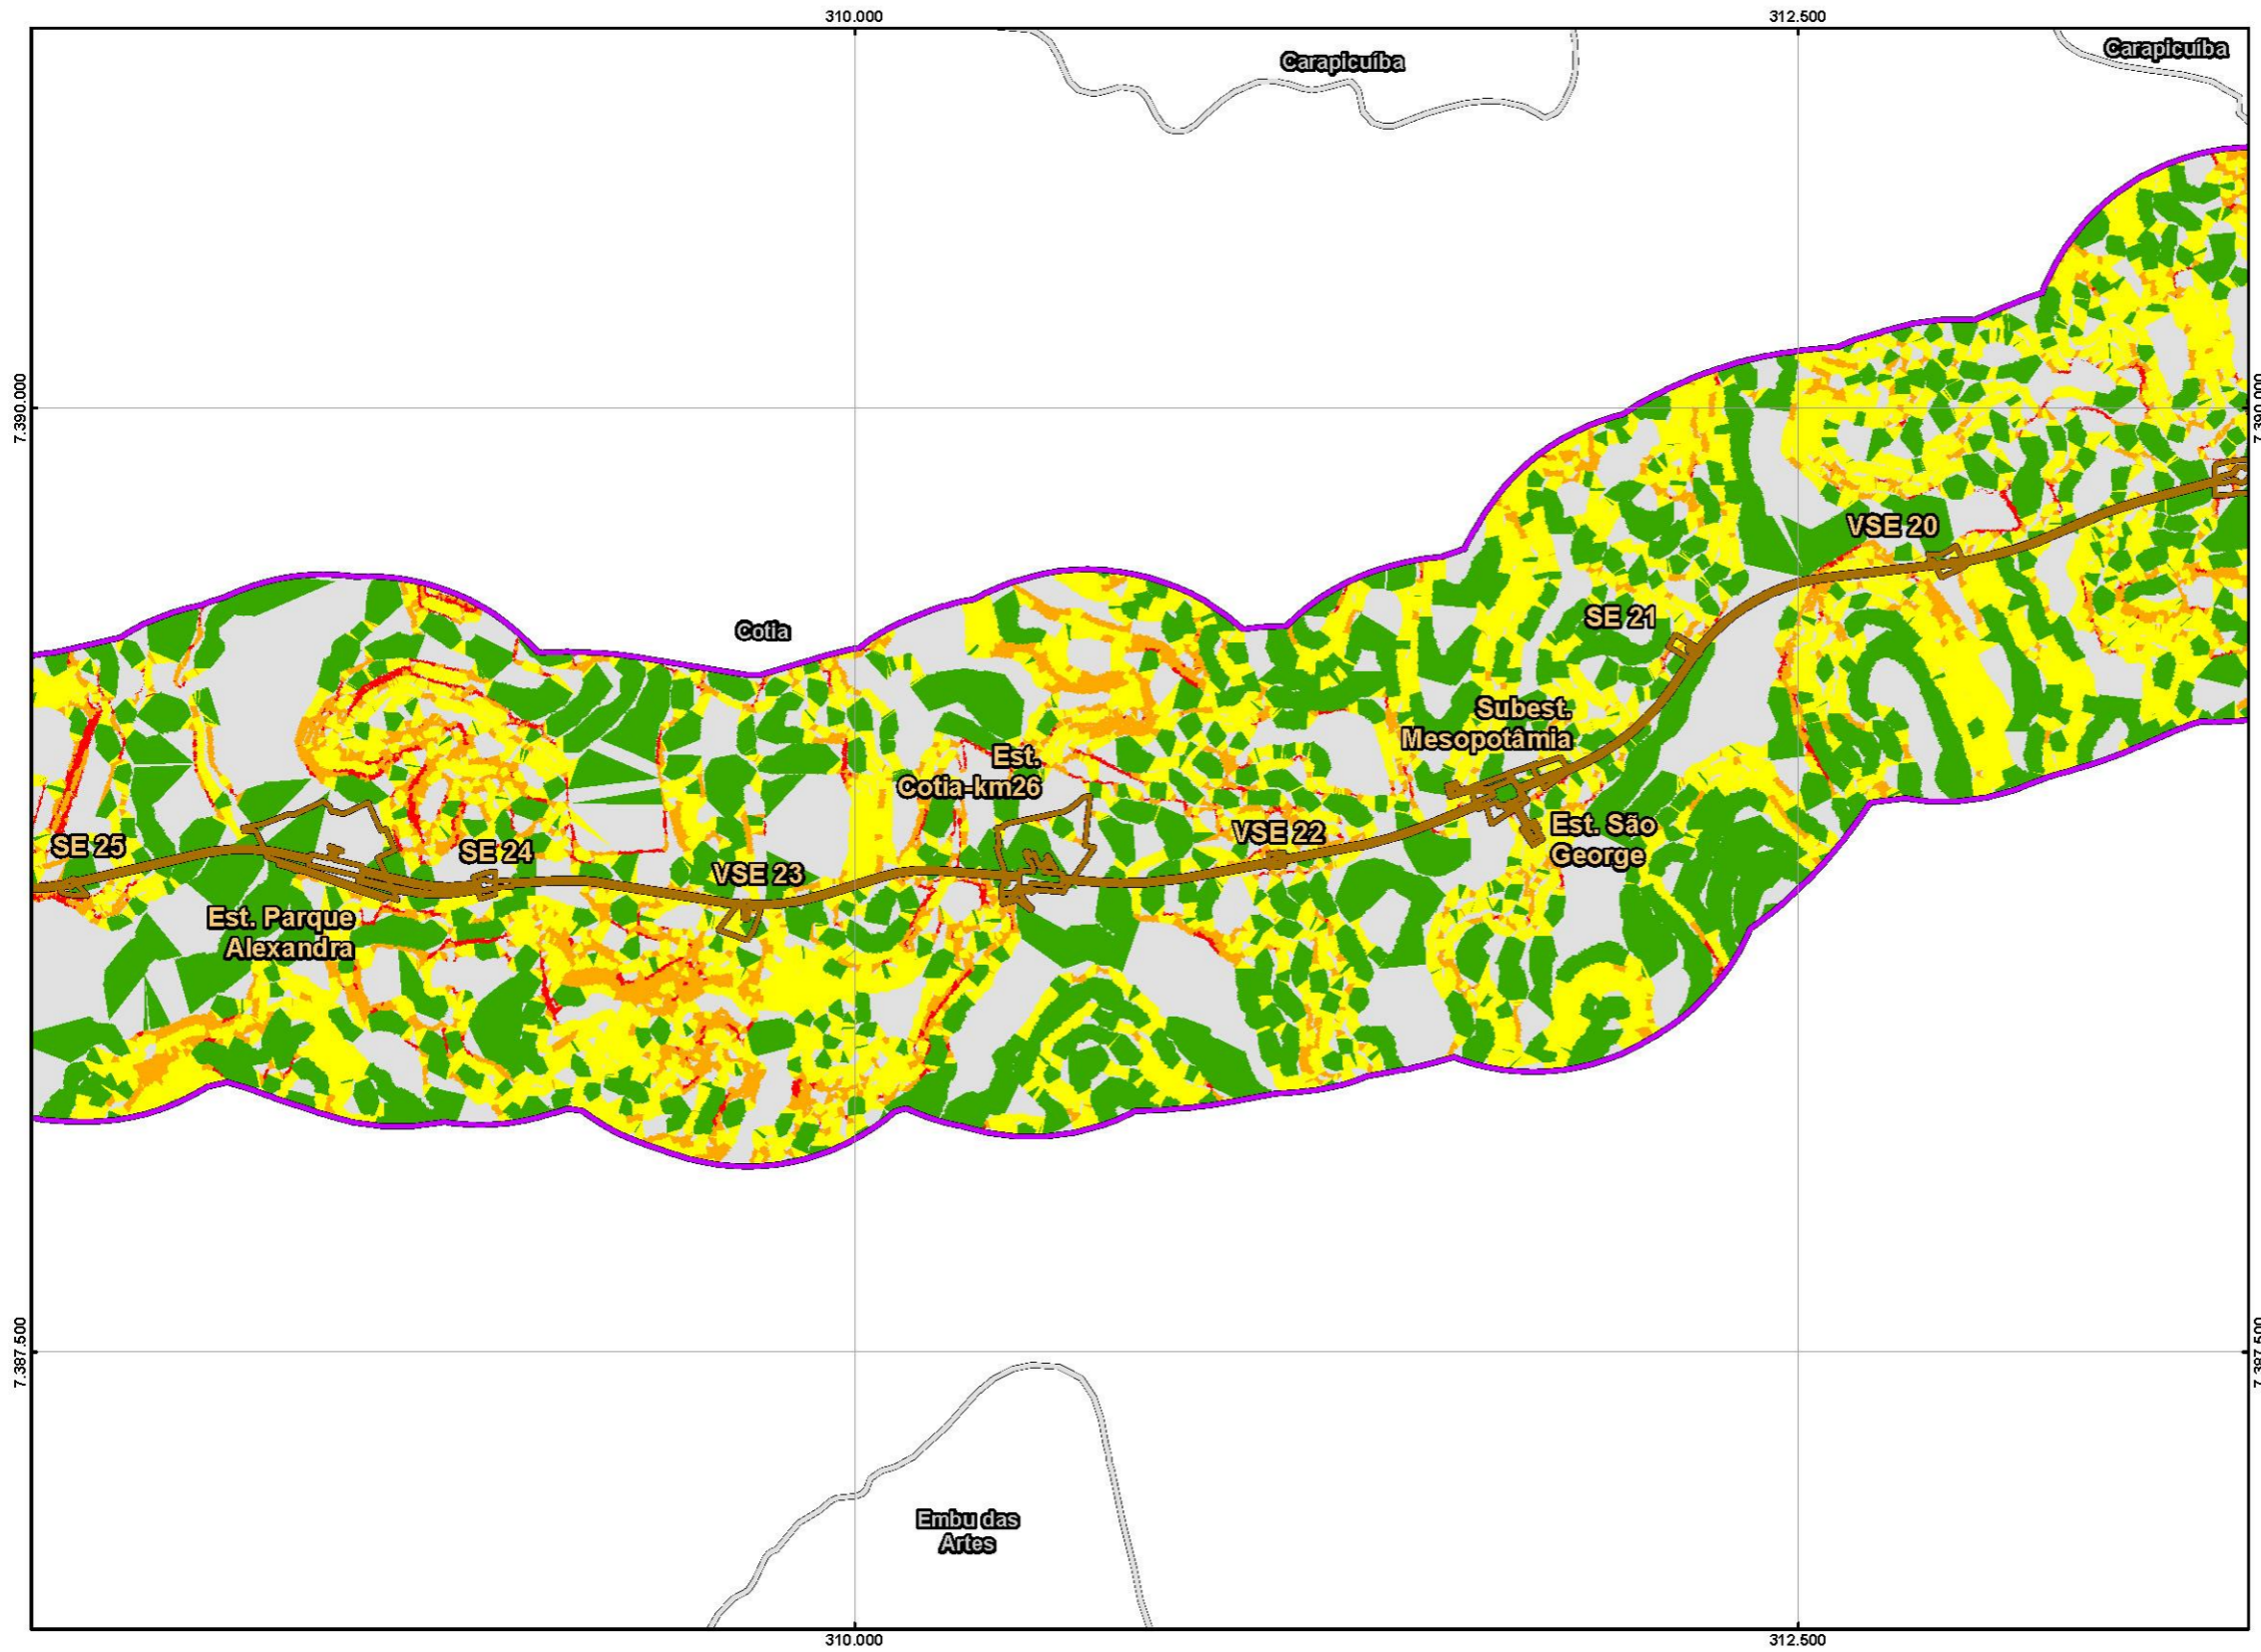 310.000
312.500
Carapicuíba
Carapicuíba
7.390.000
7.390.000
VSE 20
SE 21
Cotia
Subest.
Mesopotâmia
Est.
Cotia-km26
VSE 22
Est. São
George
SE 25
SE 24
VSE 23
Est. Parque
Alexandra
7.387.500
7.387.500
Embu das
Artes
310.000
312.500